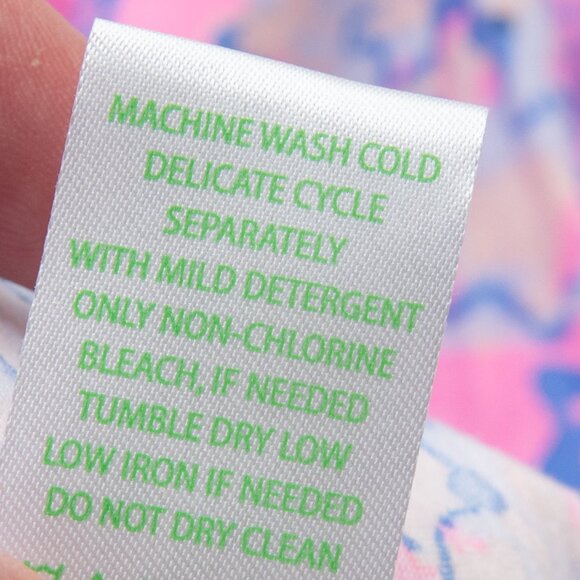 MACHINE WASH COLD
DELICATE CYCLE
SEPARATELY
WITH MILD DETERGENT
ONLY NON-CHLORINE
BLEACH, IF NEEDED
TUMBLE DRY LOW
LOW IRON IF NEEDED
DO NOT DRY CLEAN